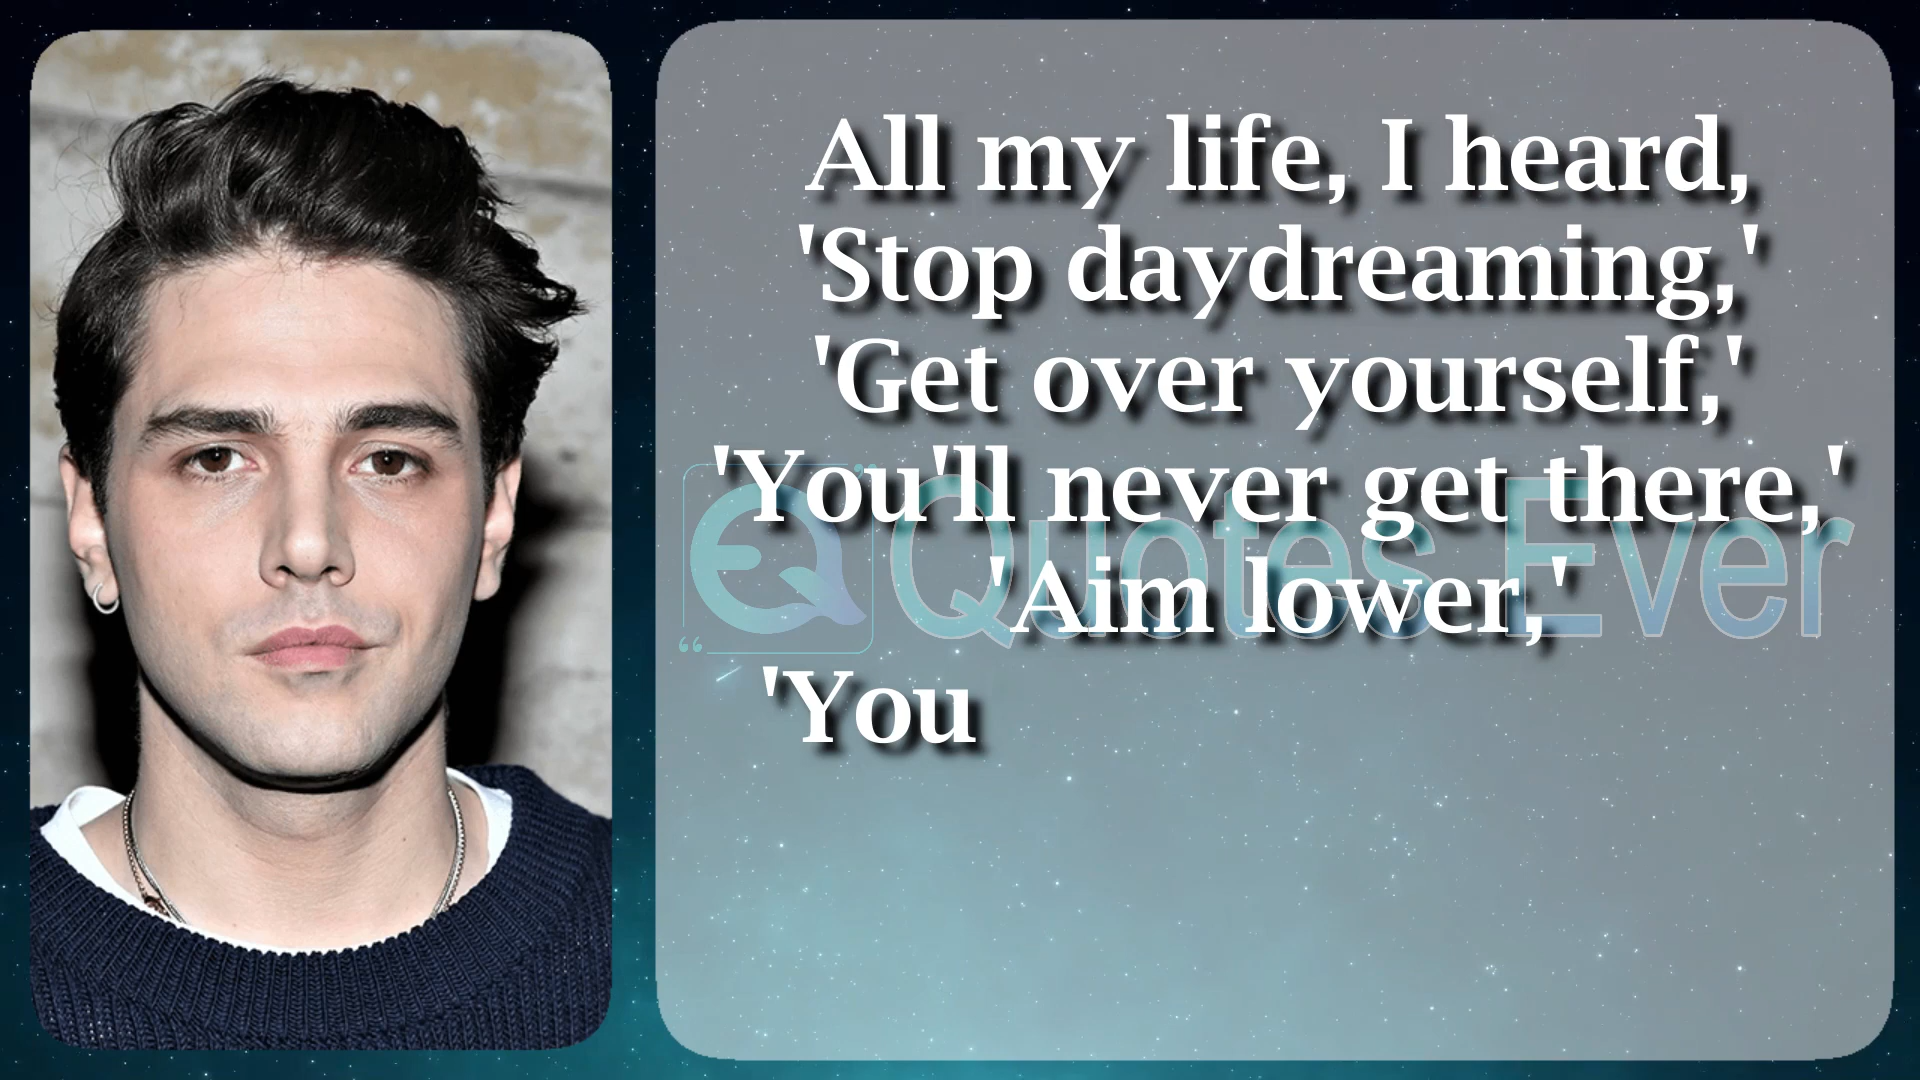 All my life, I heard,
'Stop daydreaming,'
'Get over yourself,'
'You'll never get there,'
EQ Quotes Ever
'Aim lower,'
'You